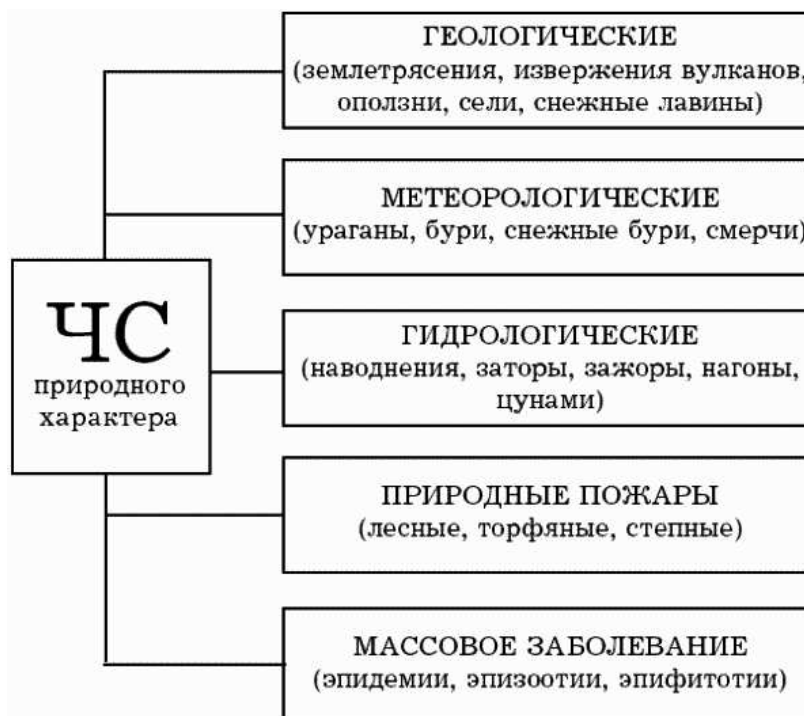 ГЕОЛОГИЧЕСКИЕ
(землетрясения, извержения вулканов,
оползни, сели, снежные лавины)
МЕТЕОРОЛОГИЧЕСКИЕ
(ураганы, бури, снежные бури, смерчи)
ЧС
природного
характера
ГИДРОЛОГИЧЕСКИЕ
(наводнения, заторы, зажоры, нагоны,
цунами)
ПРИРОДНЫЕ ПОЖАРЫ
(лесные, торфяные, степные)
МАССОВОЕ ЗАБОЛЕВАНИЕ
(эпидемии, эпизоотии, эпифитотии)